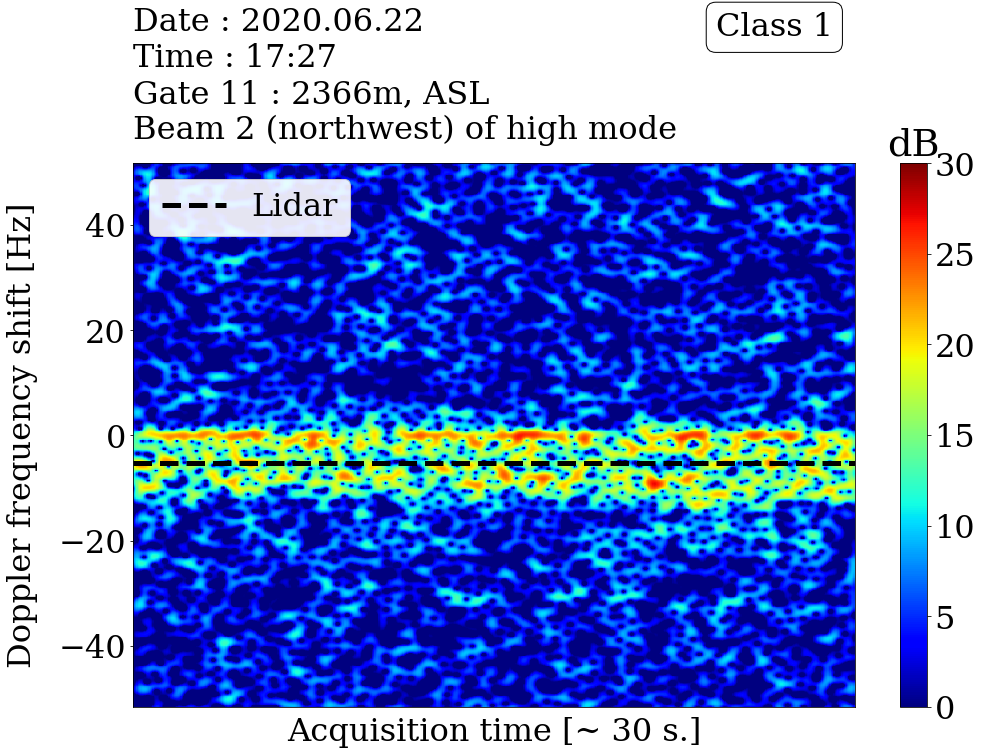 Date : 2020.06.22
Time : 17:27
Gate 11 : 2366m, ASL
Beam 2 (northwest) of high mode
Class 1
dB
Lidar
Doppler frequency shift [Hz]
40
20
0
−20
−40
30
25
20
15
10
5
0
Acquisition time [~ 30 s.]